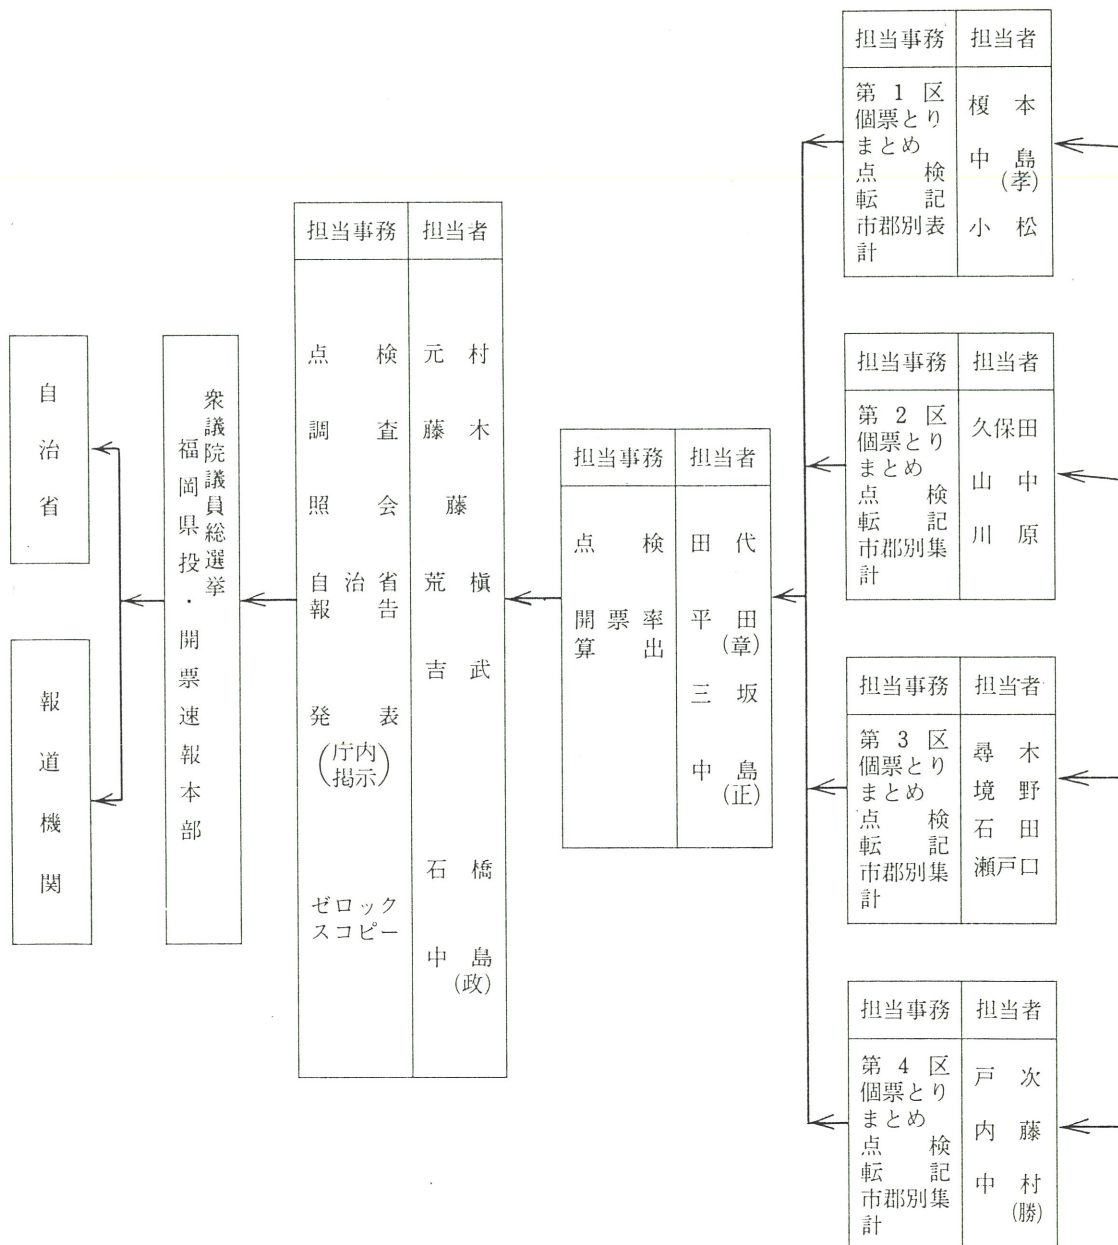 担当事務 担当者
第1区
個票とり
まとめ
点検
転記
市郡別表
計
榎本
中島
(孝)
小松
担当事務 担当者
第2区
個票とり
まとめ
点検
転記
市郡別集
計
久保田
山中
川原
担当事務 担当者
第3区
個票とり
まとめ
点検
転記
市郡別集
計
尋木
境野
石田
瀬戸口
担当事務 担当者
第4区
個票とり
まとめ
点検
転記
市郡別集
計
戸次
内藤
中村
(勝)
担当事務 担当者
点検
開票率
算出
田代
平田
(章)
三坂
中島
(正)
担当事務 担当者
点検
調査
照会
自治省
報告
発表
(庁内
掲示)
ゼロック
スコピー
元村
藤木
藤
荒槇
吉武
石橋
中島
(政)
衆議院議員総選挙
福岡県投・開票速報本部
自治省
報道機関